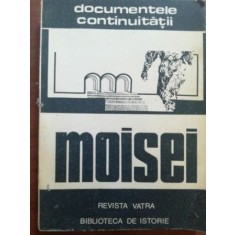 documentele
continuității
moisei
REVISTA VATRA
BIBLIOTECA DE ISTORIE